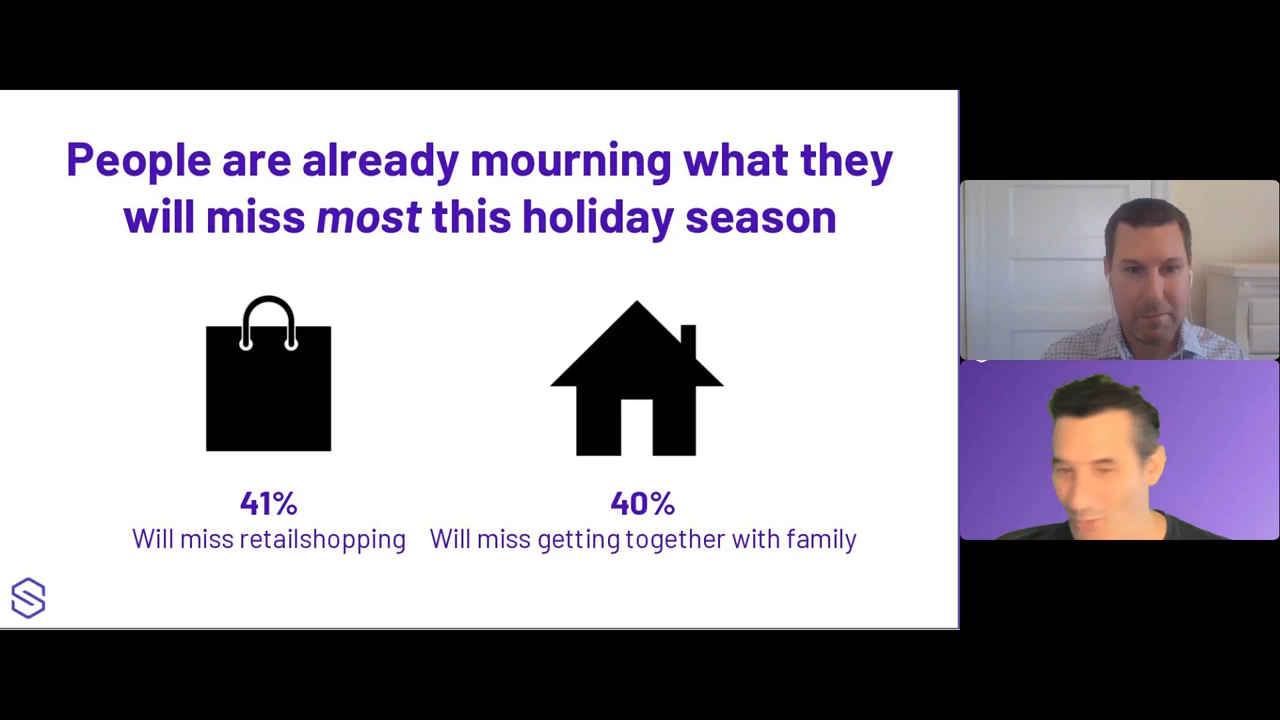 People are already mourning what they
will miss most this holiday season
41%
Will miss retailshopping
40%
Will miss getting together with family